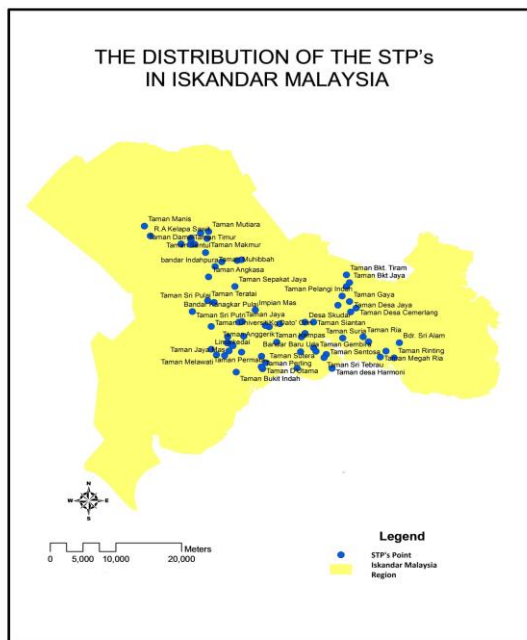 THE DISTRIBUTION OF THE STP's
IN ISKANDAR MALAYSIA
Taman Manis
R.A Kelapa Sawit
Taman Mutiara
Taman Timur
Taman Sentul
Taman Makmur
bandar Indahpura
Muhibbah
Taman Angkasa
Taman Bkt. Tiram
Taman Bkt Jaya
Taman Sepakat Jaya
Taman Pelangi Indah
Taman Sri Pulai
Taman Teratai
Taman Gaya
Bandar
Pulai
Impian Mas
Taman Desa Jaya
Taman Desa Cemerlang
Taman Sri Putri
Taman Jaya
Desa Skudai
Taman Siantan
Taman Suria
Taman Ria
Bdr. Sri Alam
Bandar Baru Uda
Taman Gembira
Taman Jaya Mas
Taman Sutera
Taman Sentosa
Taman Rinting
Taman Megah Ria
Taman Melawati
Taman Permas
Taman Perling
Taman Sri Tebrau
Taman D'Utama
Taman desa Harmoni
Taman Bukit Indah
N
W
E
S
Meters
0
5,000
10,000
20,000
Legend
STP's Point
Iskandar Malaysia
Region